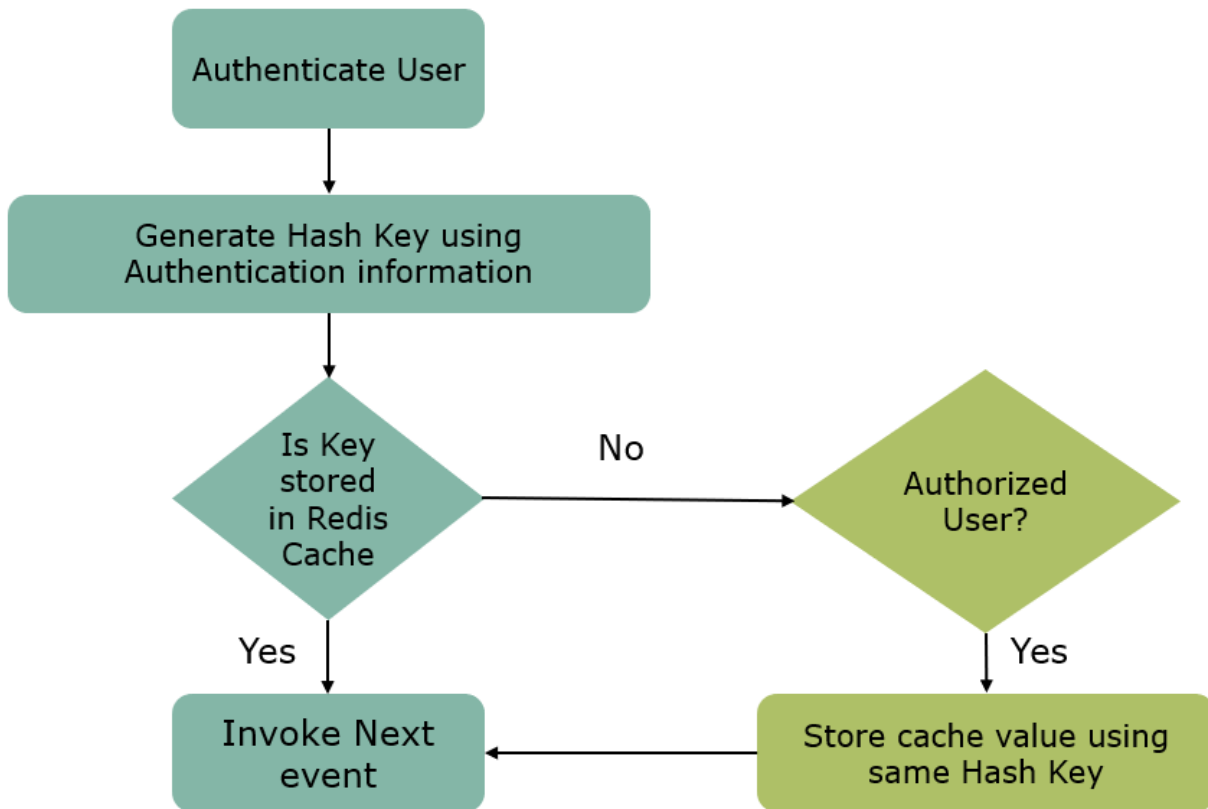 Authenticate User
Generate Hash Key using
Authentication information
Is Key
stored
in Redis
Cache
No
Authorized
User?
Yes
Yes
Invoke Next
event
Store cache value using
same Hash Key